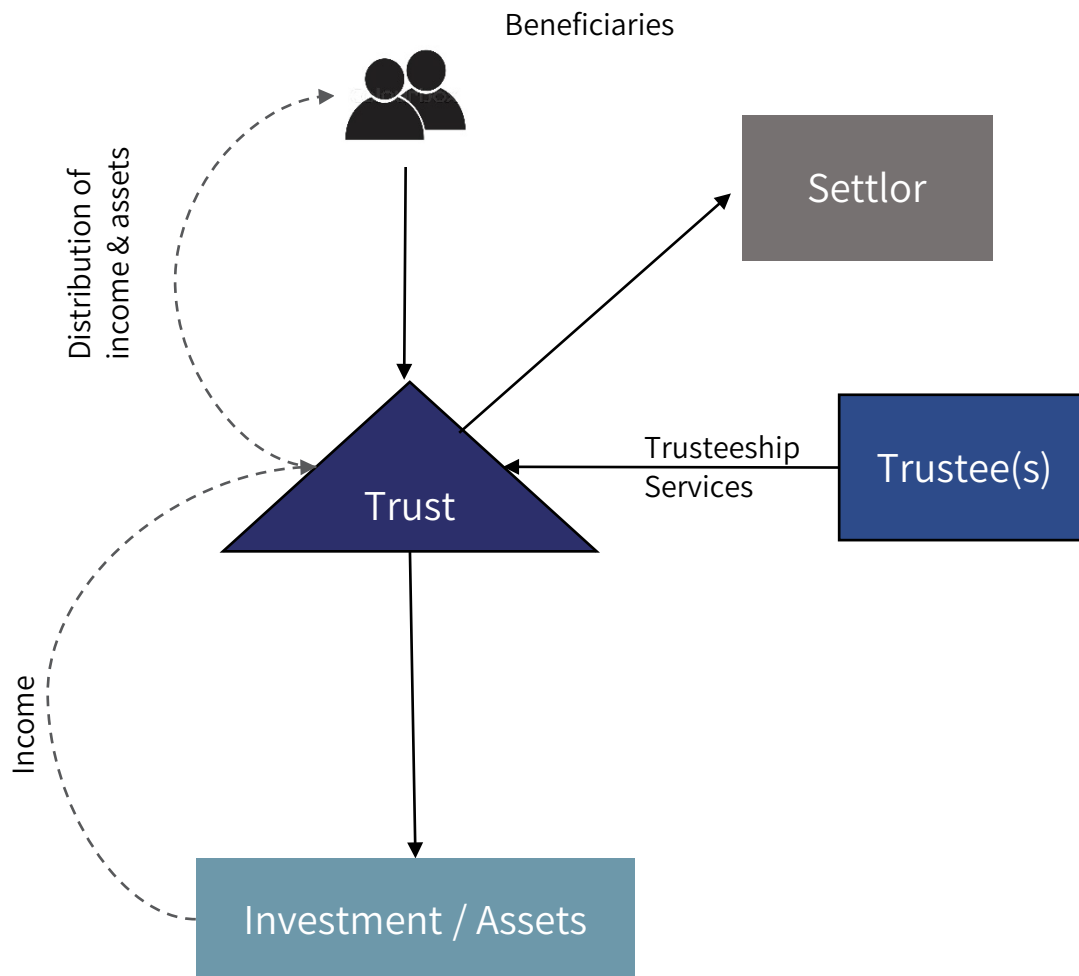 Beneficiaries
Distribution of
income & assets
Settlor
Trusteeship
Services
Trustee(s)
Trust
Income
Investment / Assets